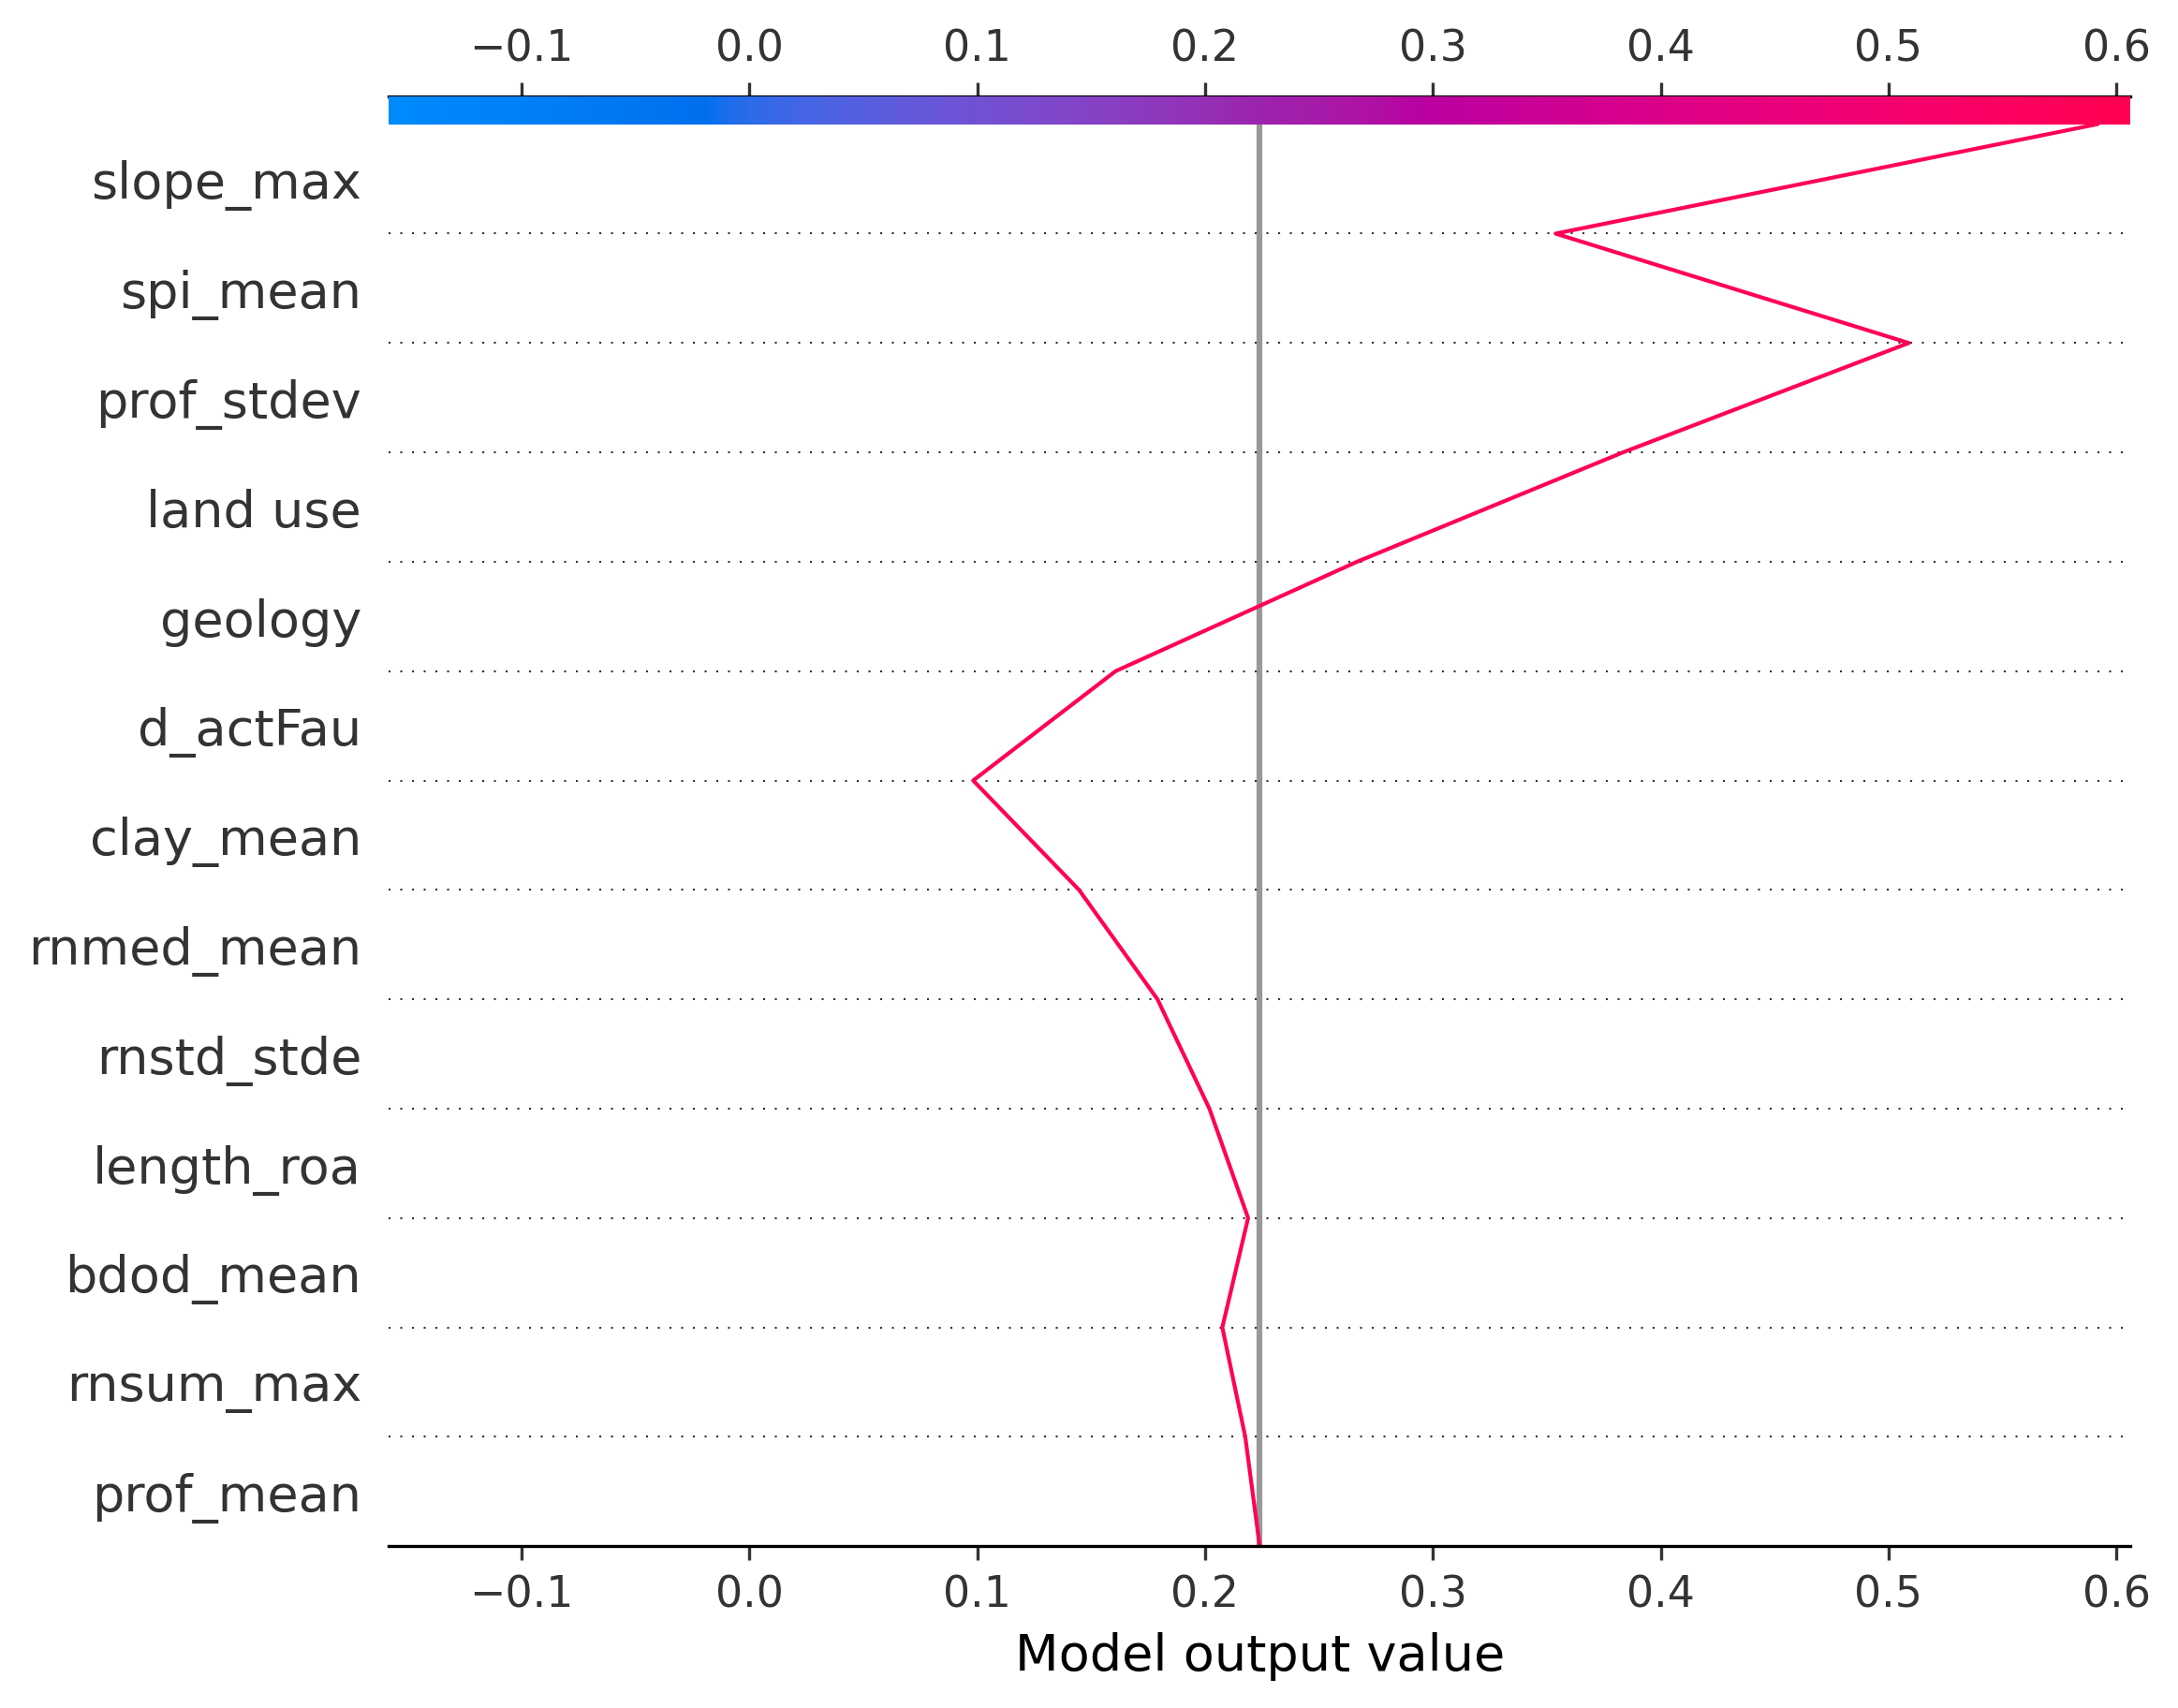 −0.1 0.0 0.1 0.2 0.3 0.4 0.5 0.6
slope_max
spi_mean
prof_stdev
land use
geology
d_actFau
clay_mean
rnmed_mean
rnstd_stde
length_roa
bdod_mean
rnsum_max
prof_mean
−0.1 0.0 0.1 0.2 0.3 0.4 0.5 0.6
Model output value